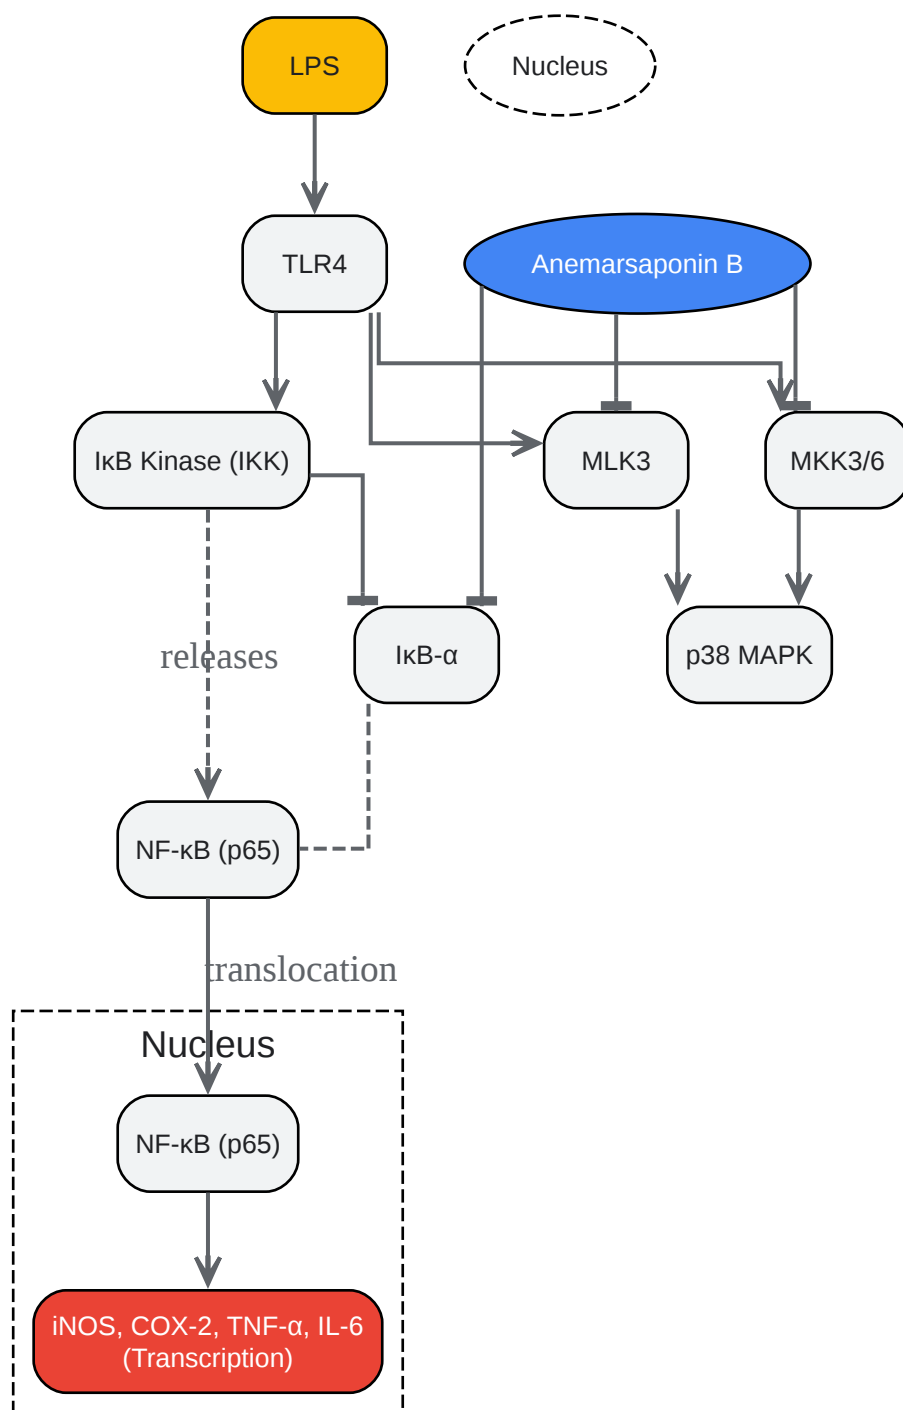 LPS
Nucleus
TLR4
Anemarsaponin B
IκB Kinase (IKK)
MLK3
MKK3/6
releases
IκB-α
p38 MAPK
NF-κB (p65)
translocation
Nucleus
NF-κB (p65)
iNOS, COX-2, TNF-α, IL-6
(Transcription)